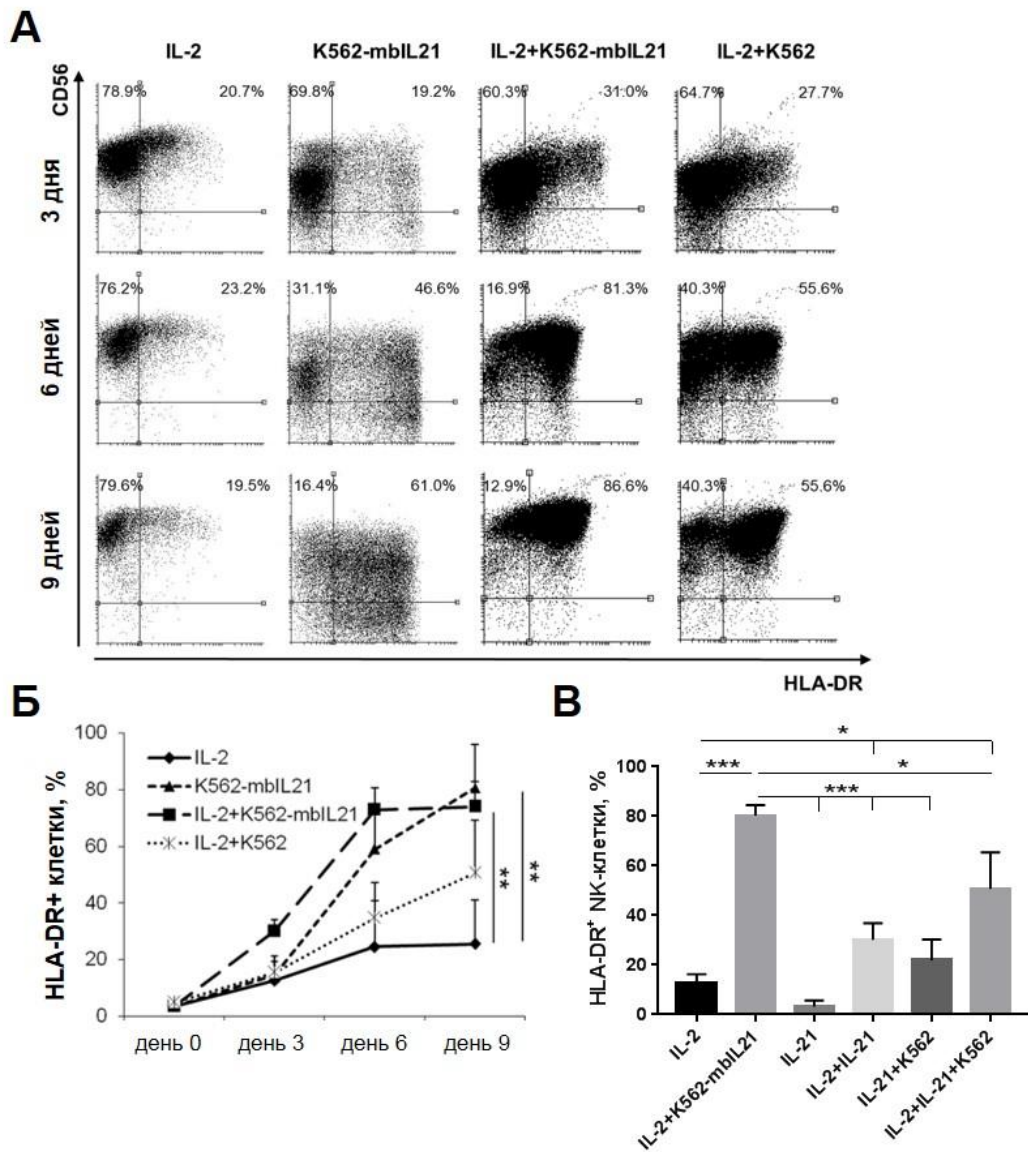 А
IL-2 K562-mbIL21 IL-2+K562-mbIL21 IL-2+K562
CD56
3 дня
78.9% 20.7% 69.8% 19.2% 60.3% 31.0% 64.7% 27.7%
6 дней
76.2% 23.2% 31.1% 46.6% 16.9% 81.3% 40.3% 55.6%
9 дней
79.6% 19.5% 16.4% 61.0% 12.9% 86.6% 40.3% 55.6%
HLA-DR
Б
HLA-DR+ клетки, %
100
80
60
40
20
0
IL-2
K562-mbIL21
IL-2+K562-mbIL21
IL-2+K562
**
**
день 0 день 3 день 6 день 9
В
HLA-DR+ NK-клетки, %
100
80
60
40
20
0
*
*** *
***
IL-2
IL-2+K562-mbIL21
IL-21
IL-2+IL-21
IL-21+K562
IL-2+IL-21+K562